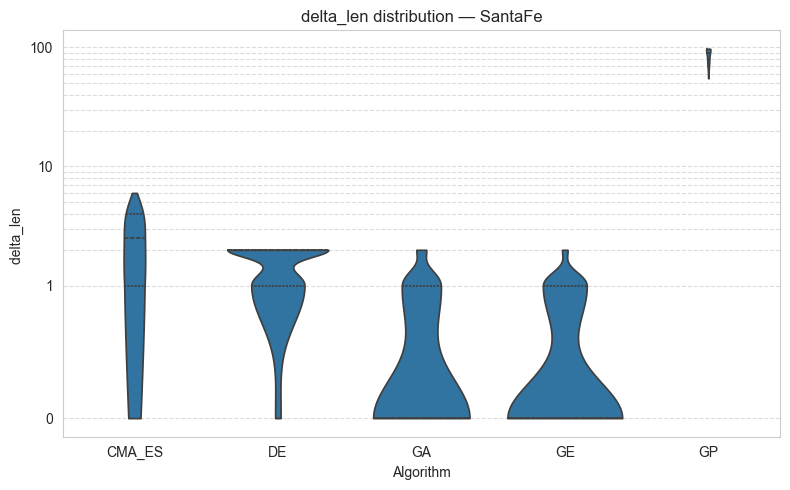 delta_len distribution — SantaFe
100
10
1
0
delta_len
CMA_ES
DE
GA
GE
GP
Algorithm